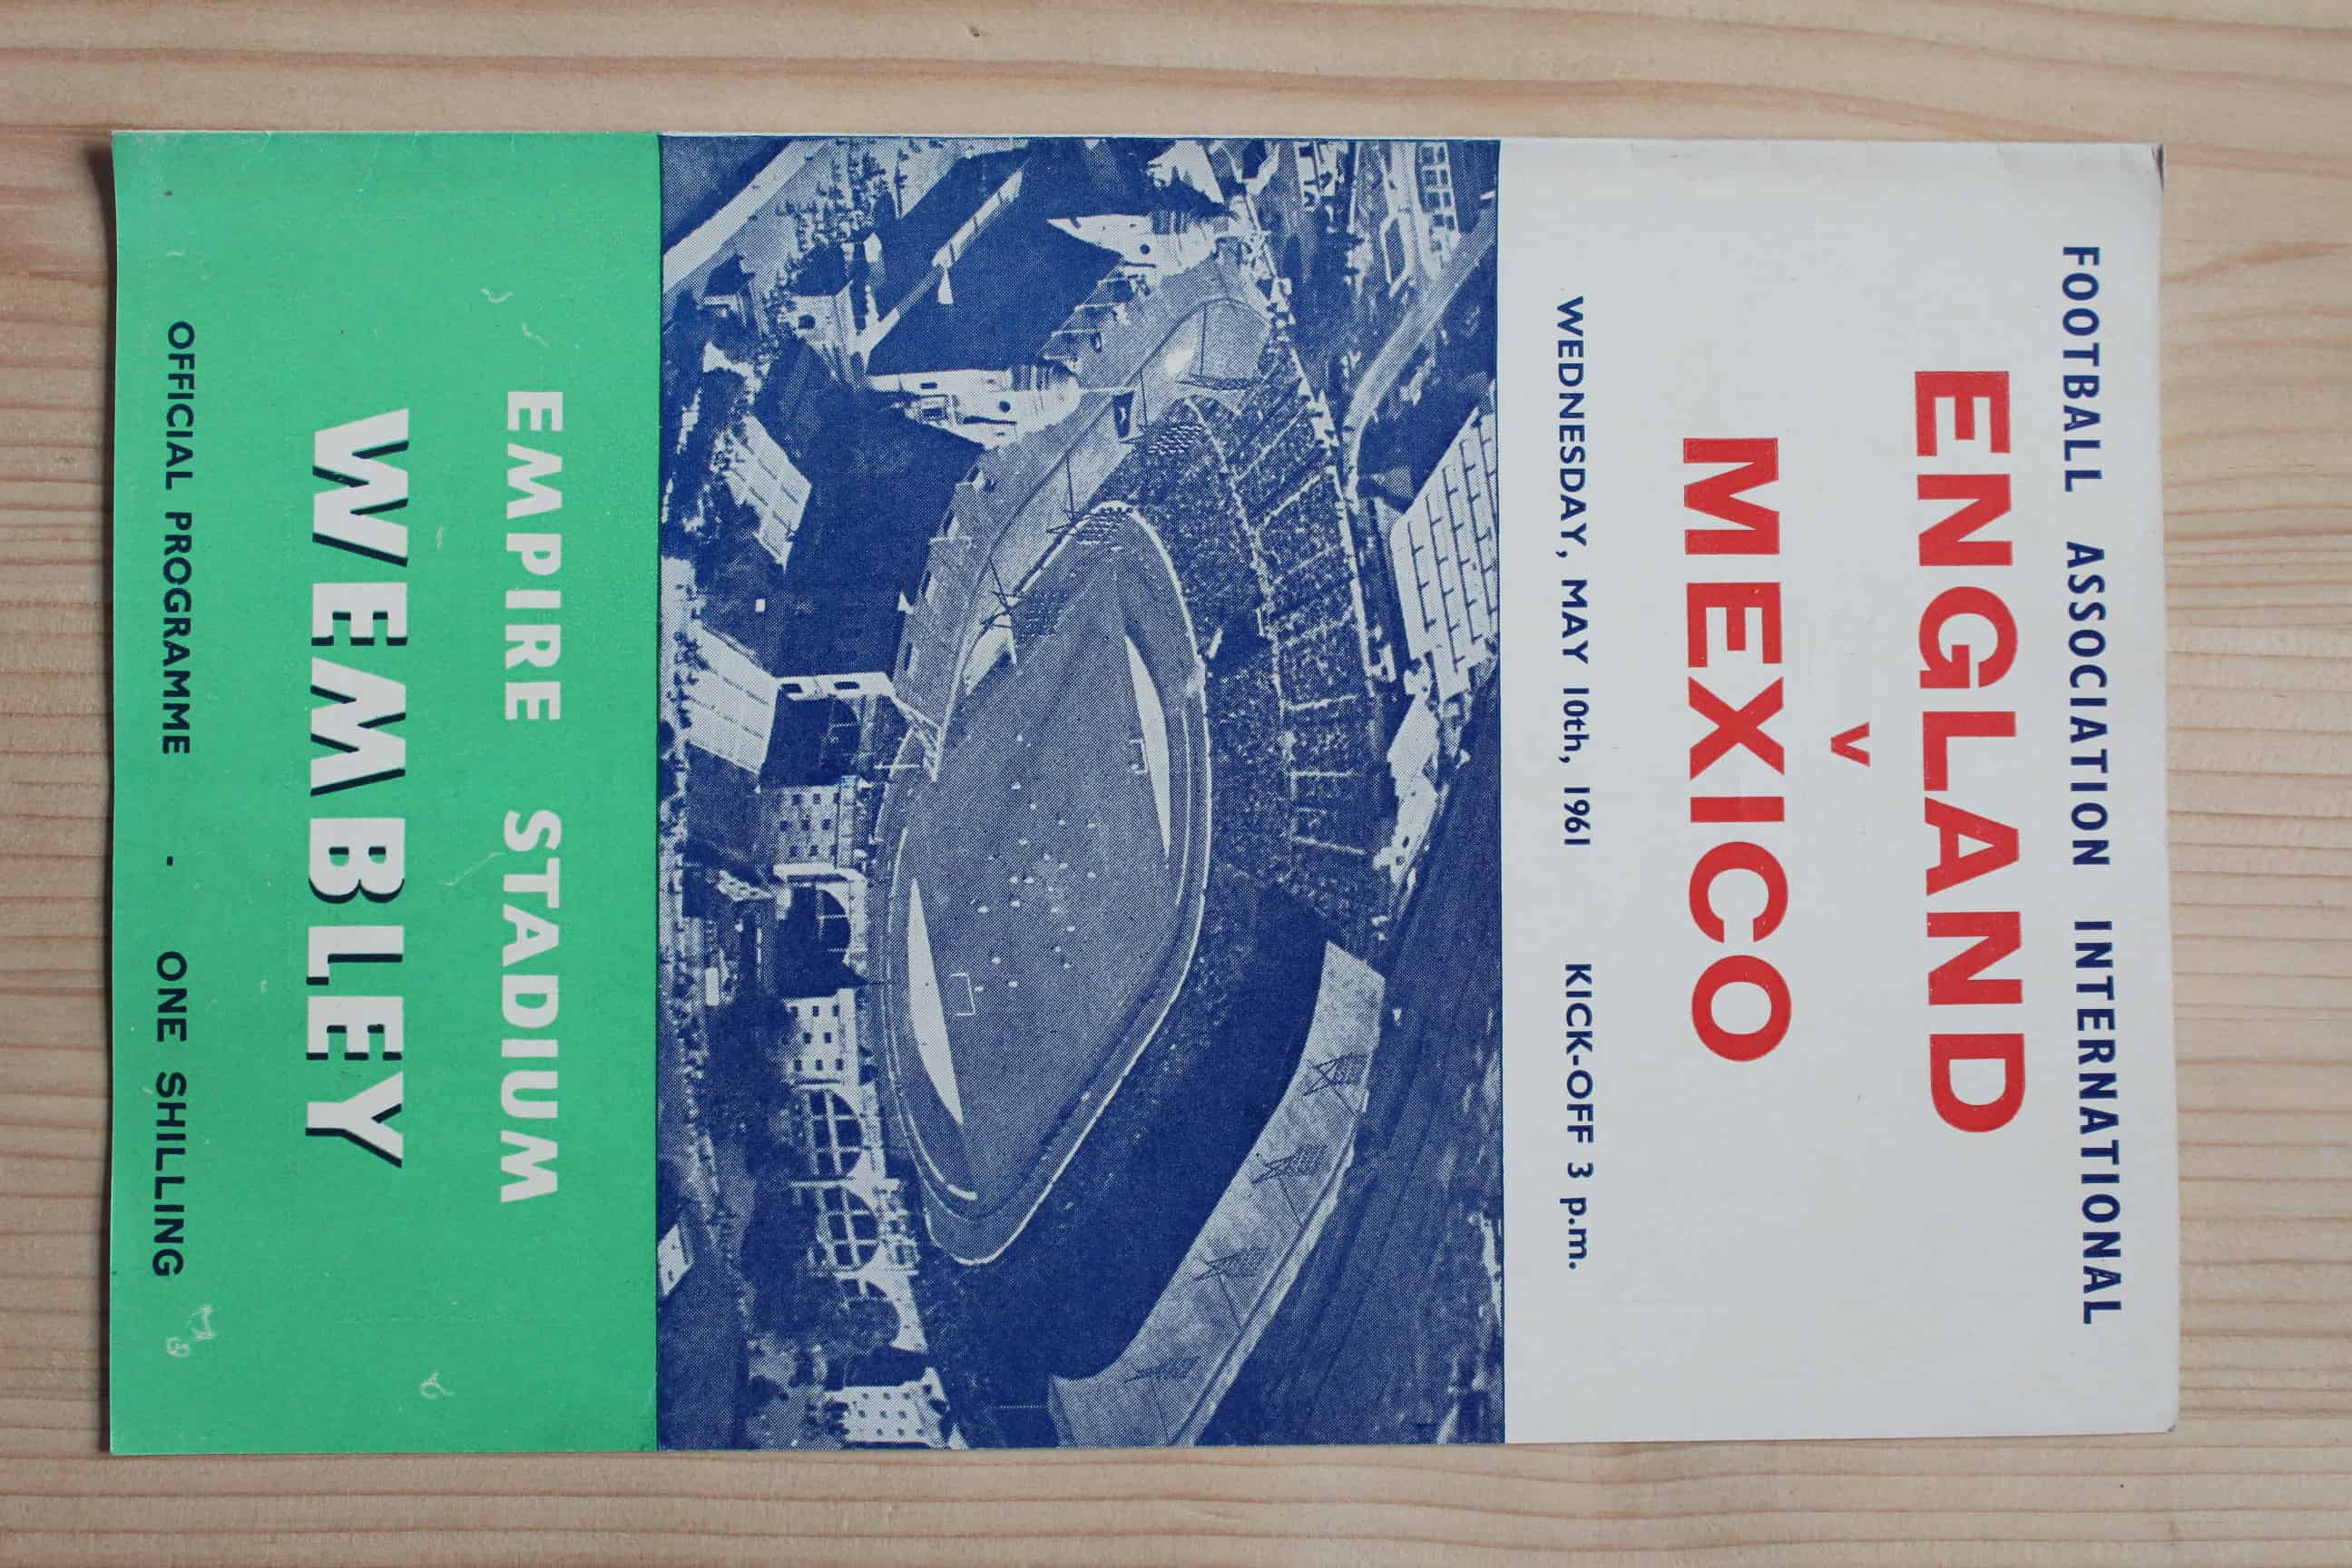 FOOTBALL ASSOCIATION INTERNATIONAL
ENGLAND
V
MEXICO
WEDNESDAY, MAY 10th, 1961 KICK-OFF 3 p.m.
EMPIRE STADIUM
WEMBLEY
OFFICIAL PROGRAMME · ONE SHILLING